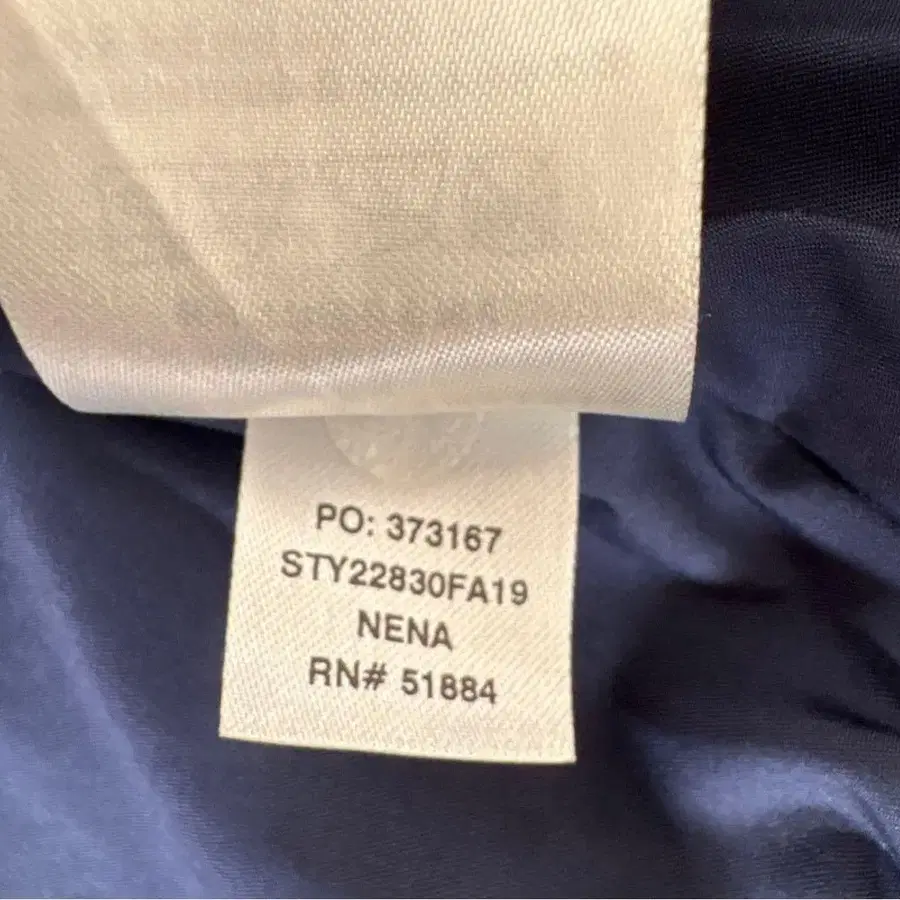 PO: 373167
STY22830FA19
NENA
RN# 51884